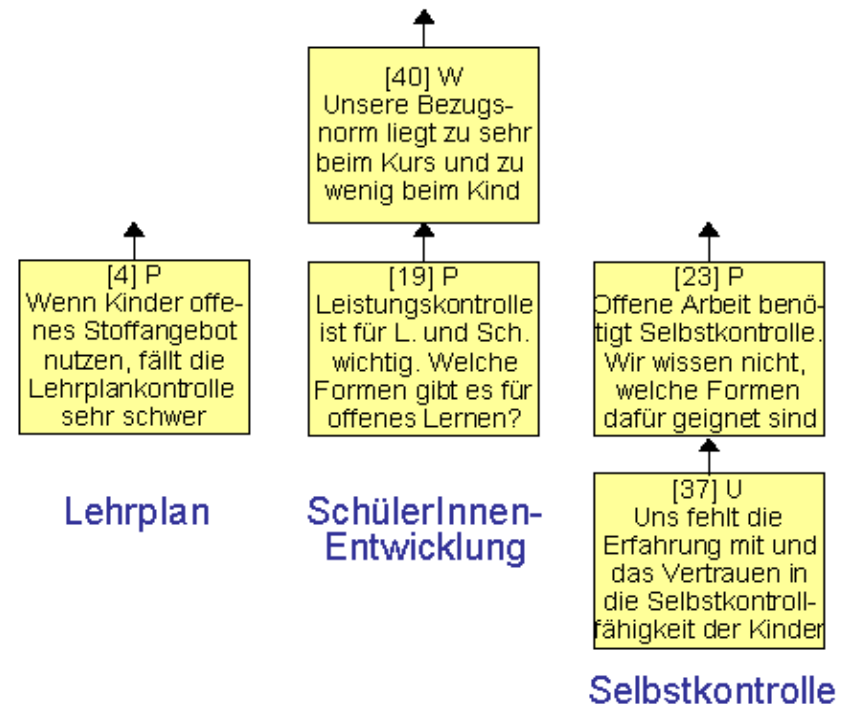 [40] W
Unsere Bezugs-
norm liegt zu sehr
beim Kurs und zu
wenig beim Kind
[4] P
Wenn Kinder offe-
nes Stoffangebot
nutzen, fällt die
Lehrplankontrolle
sehr schwer
[19] P
Leistungskontrolle
ist für L. und Sch.
wichtig. Welche
Formen gibt es für
offenes Lernen?
[23] P
Offene Arbeit benö-
tigt Selbstkontrolle.
Wir wissen nicht,
welche Formen
dafür geignet sind
[37] U
Uns fehlt die
Erfahrung mit und
das Vertrauen in
die Selbstkontroll-
fähigkeit der Kinder
Lehrplan
SchülerInnen-
Entwicklung
Selbstkontrolle